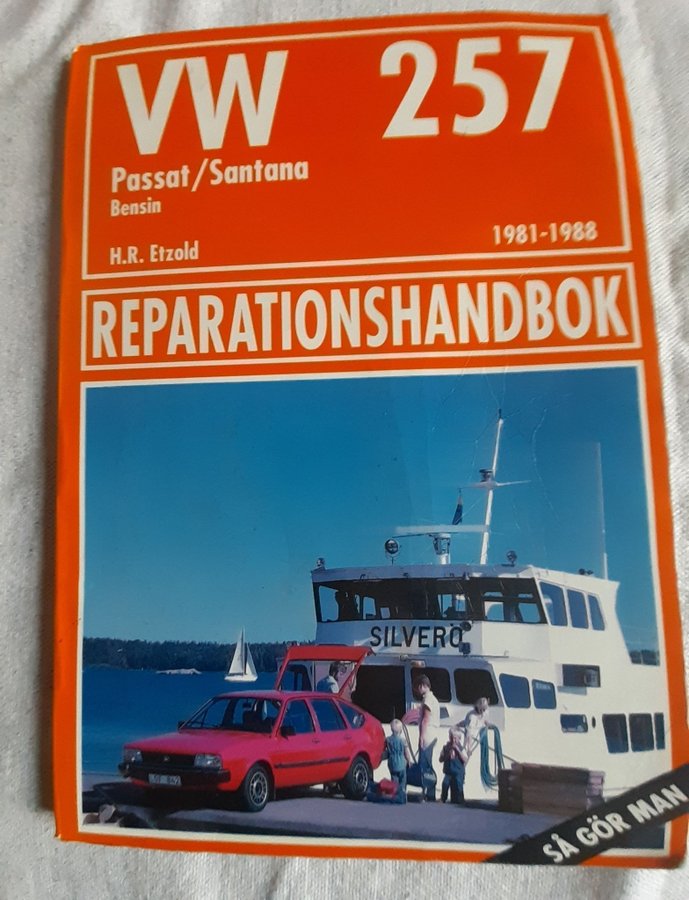 VW 257
Passat/Santana
Bensin
H.R. Etzold
1981-1988
REPARATIONSHANDBOK
SILVERÖ
SÅ GÖR MAN